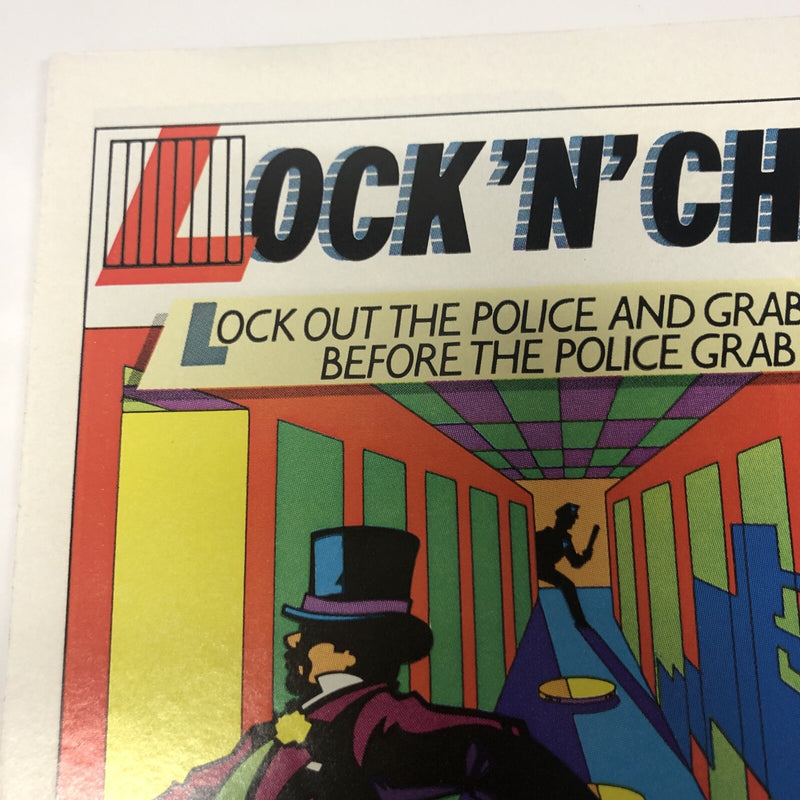 LOCK 'N' CH
LOCK OUT THE POLICE AND GRAB
BEFORE THE POLICE GRAB